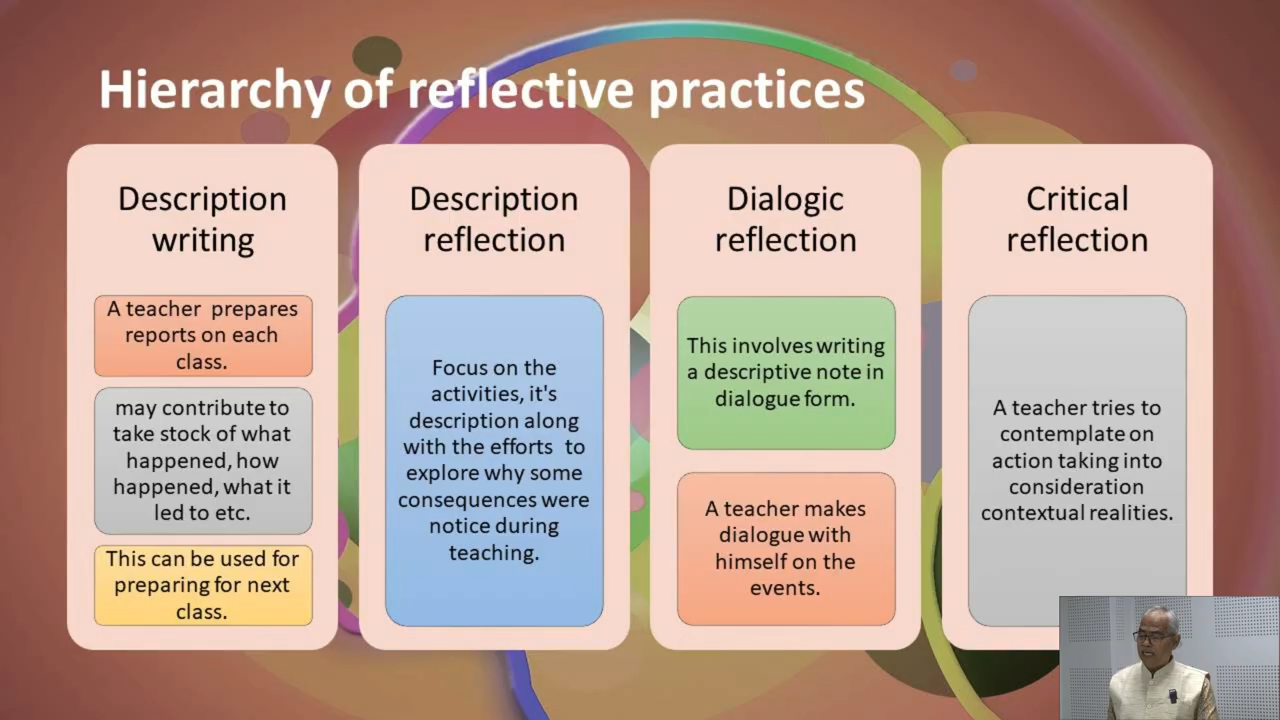 Hierarchy of reflective practices
Description
writing
A teacher prepares
reports on each
class.
may contribute to
take stock of what
happened, how
happened, what it
led to etc.
This can be used for
preparing for next
class.
Description
reflection
Focus on the
activities, it's
description along
with the efforts to
explore why some
consequences were
notice during
teaching.
Dialogic
reflection
This involves writing
a descriptive note in
dialogue form.
A teacher makes
dialogue with
himself on the
events.
Critical
reflection
A teacher tries to
contemplate on
action taking into
consideration
contextual realities.